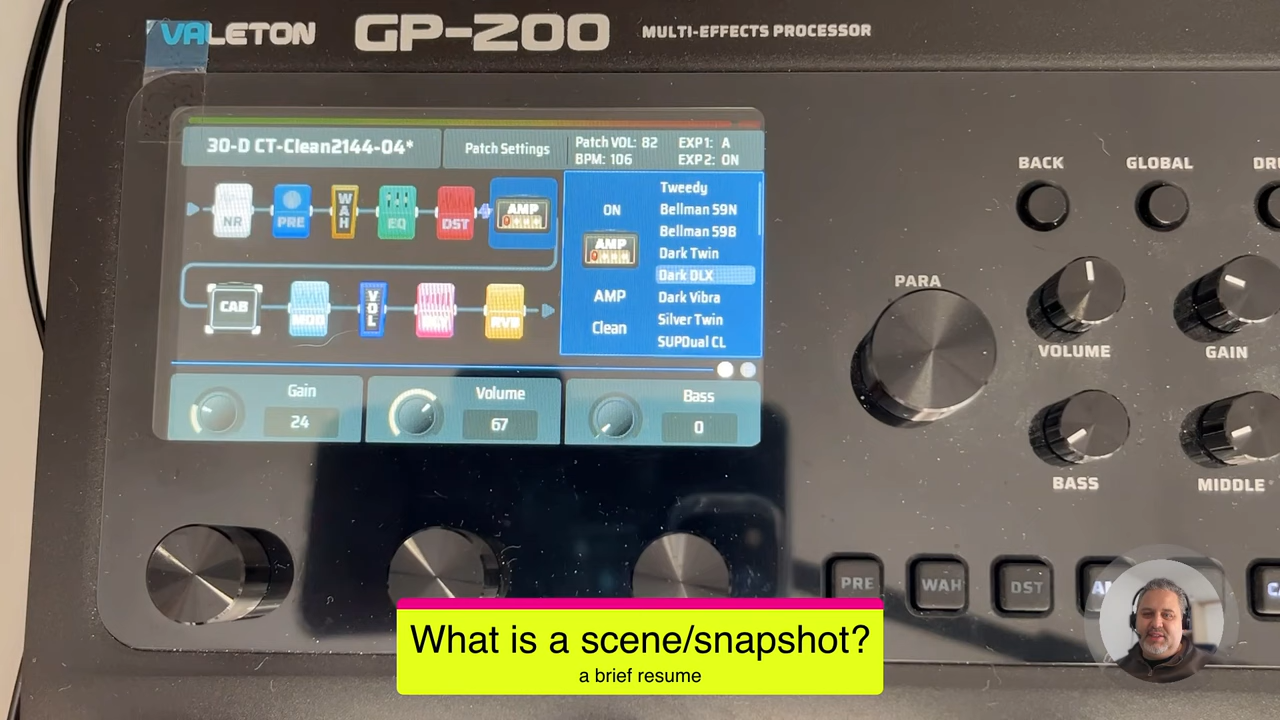 VALETON GP-200 MULTI-EFFECTS PROCESSOR
30-D CT-Clean2144-04*
Patch Settings
Patch VOL: 82 EXP1: A
BPM: 106 EXP2: ON
NR
PRE
WAH
EQ
DST
AMP
CAB
MOD
VOL
RVB
ON
AMP
AMP
Clean
Tweedy
Bellman 59N
Bellman 59B
Dark Twin
Dark DLX
Dark Vibra
Silver Twin
SUPDual CL
Gain
24
Volume
67
Bass
0
BACK
GLOBAL
PARA
VOLUME
GAIN
BASS
MIDDLE
PRE
WAH
DST
What is a scene/snapshot?
a brief resume